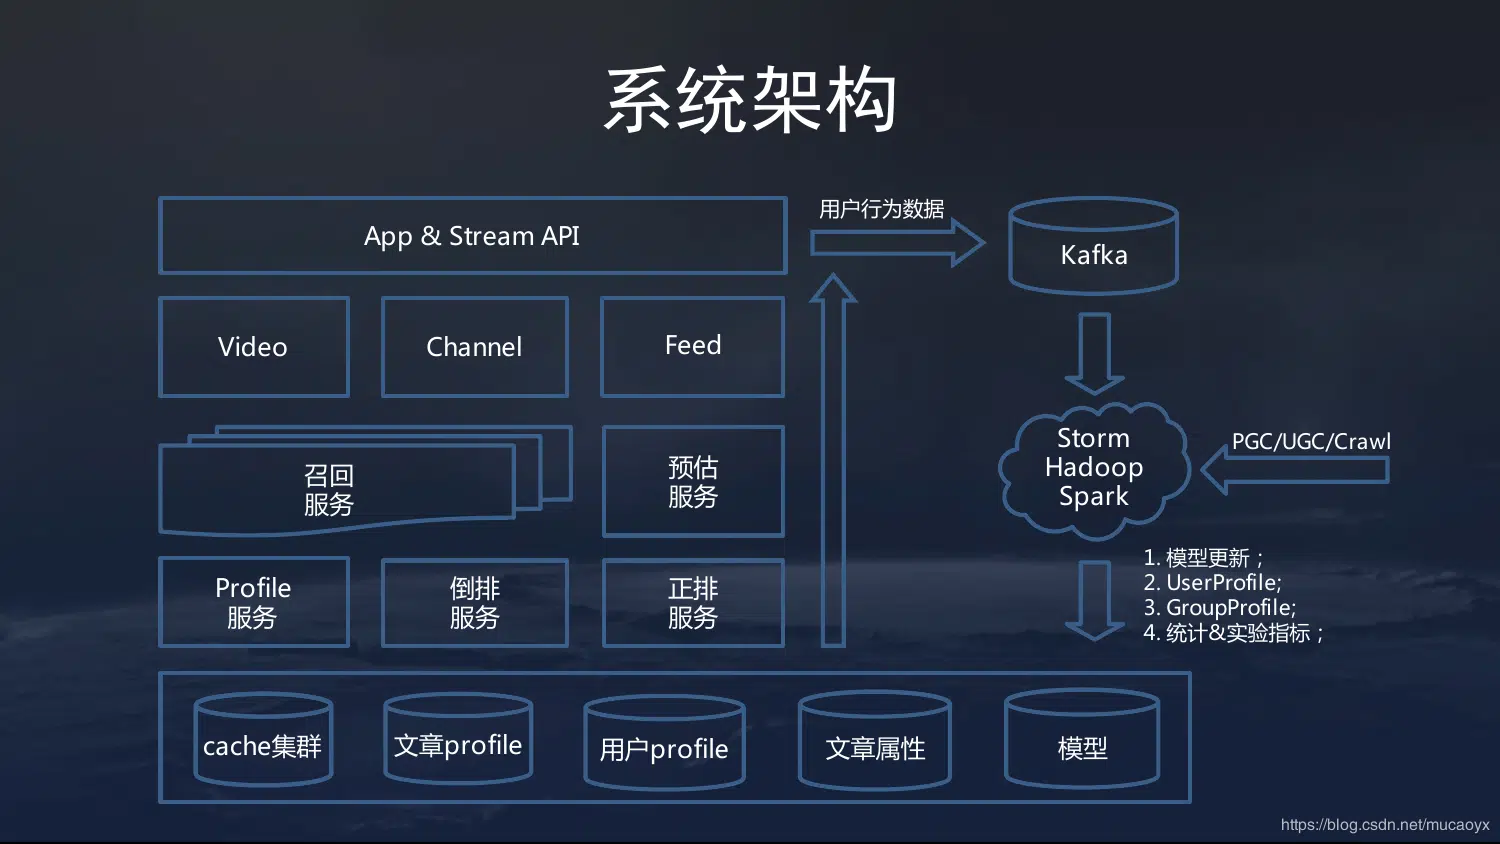 系统架构
App & Stream API
用户行为数据
Kafka
Video
Channel
Feed
召回
服务
预估
服务
Storm
Hadoop
Spark
PGC/UGC/Crawl
Profile
服务
倒排
服务
正排
服务
1. 模型更新；
2. UserProfile;
3. GroupProfile;
4. 统计&实验指标；
cache集群
文章profile
用户profile
文章属性
模型
https://blog.csdn.net/mucaoyx